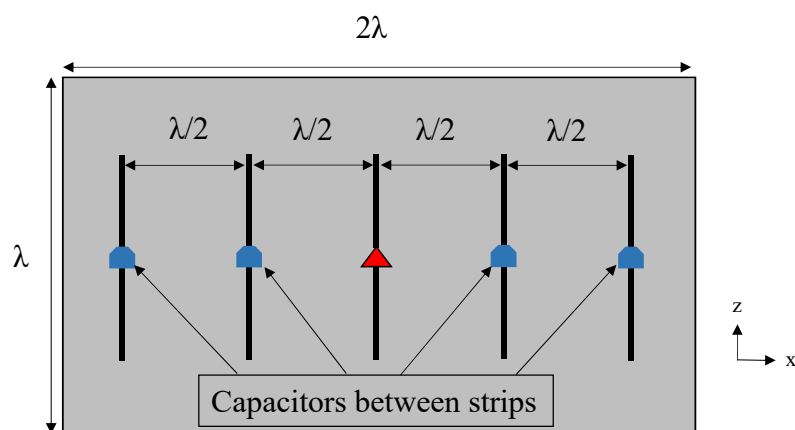 2λ
λ/2 λ/2 λ/2 λ/2
λ
z
x
Capacitors between strips